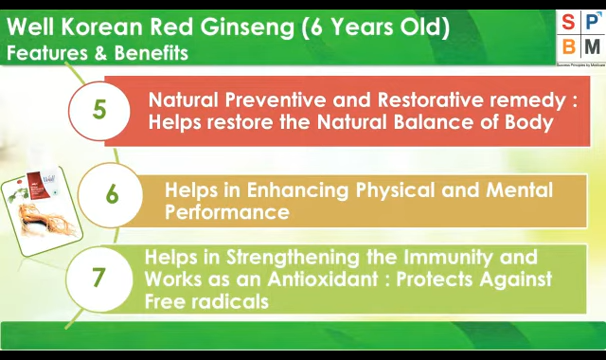 Well Korean Red Ginseng (6 Years Old)
Features & Benefits
S P
B M
5
Natural Preventive and Restorative remedy :
Helps restore the Natural Balance of Body
6
Helps in Enhancing Physical and Mental
Performance
7
Helps in Strengthening the Immunity and
Works as an Antioxidant : Protects Against
Free radicals